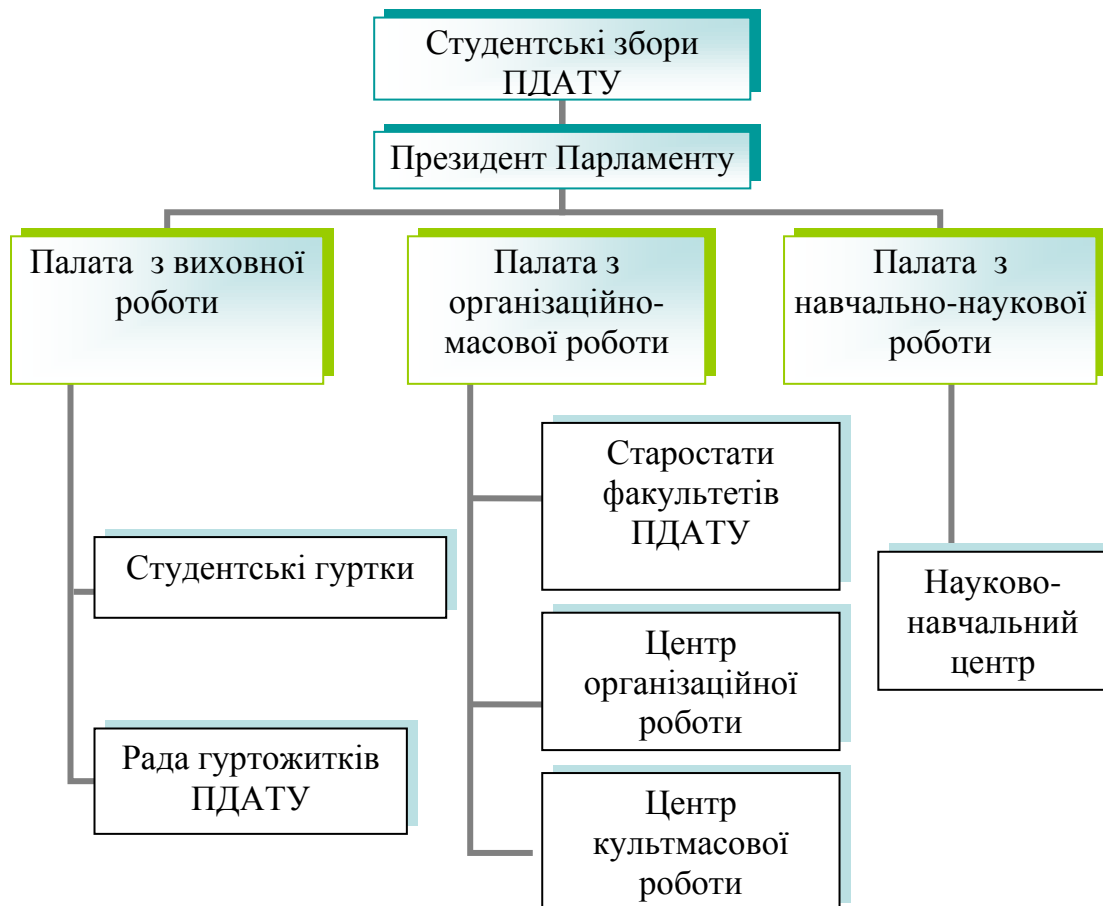 Студентські збори
ПДАТУ
Президент Парламенту
Палата з виховної
роботи
Палата з
організаційно-
масової роботи
Палата з
навчально-наукової
роботи
Старостати
факультетів
ПДАТУ
Студентські гуртки
Науково-
навчальний
центр
Центр
організаційної
роботи
Рада гуртожитків
ПДАТУ
Центр
культмасової
роботи